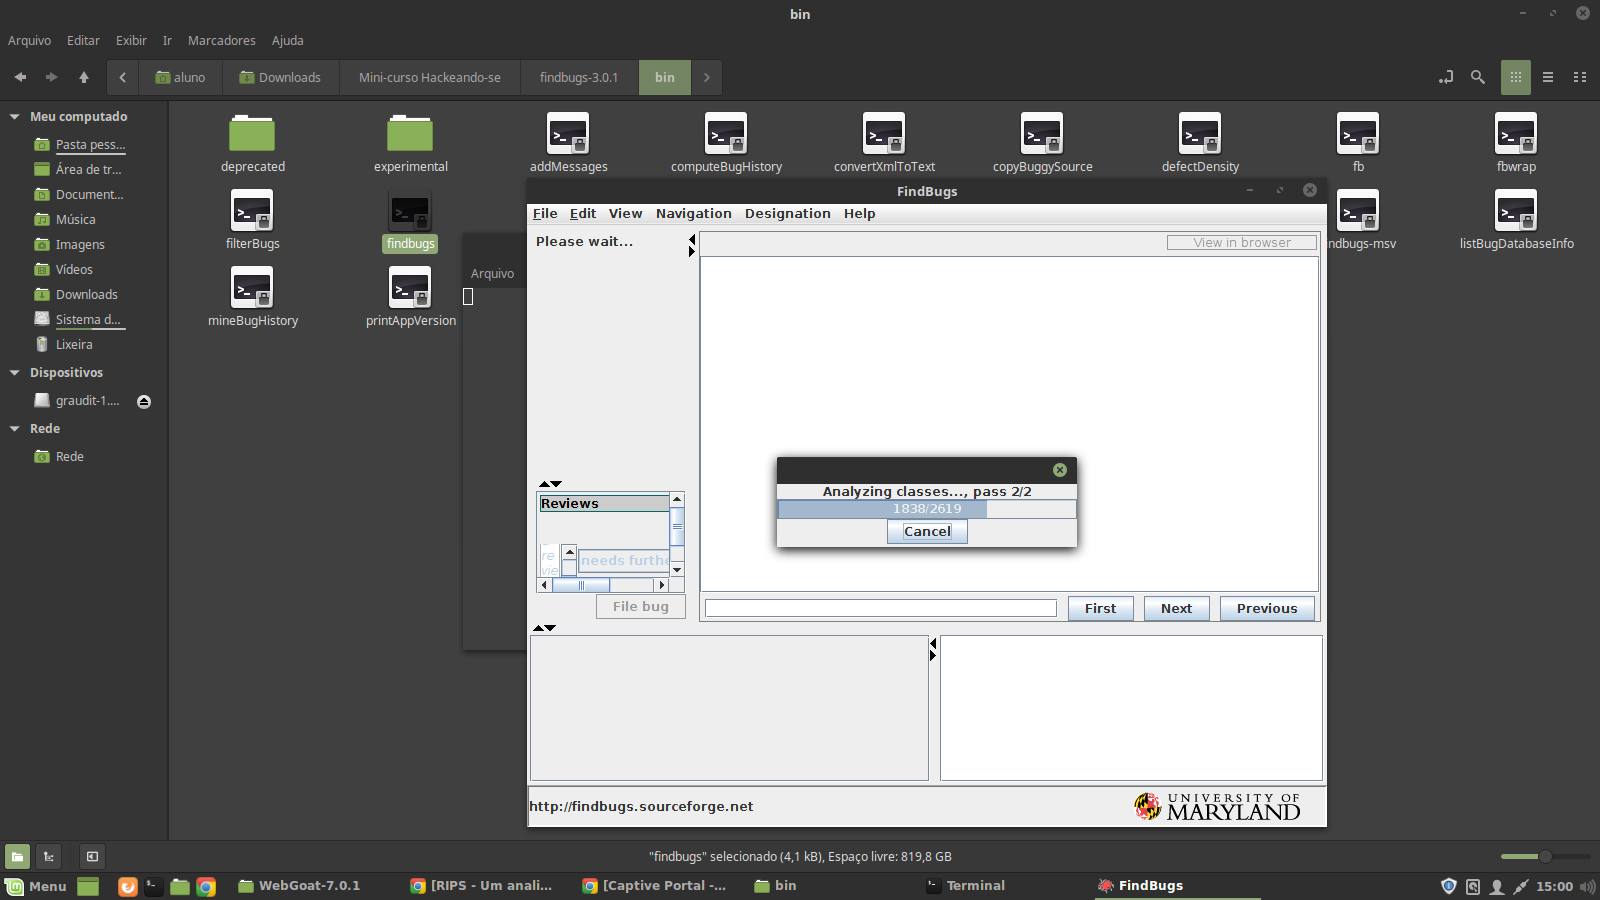 bin
Arquivo Editar Exibir Ir Marcadores Ajuda
aluno Downloads Mini-curso Hackeando-se findbugs-3.0.1 bin
Meu computado
Pasta pess...
Área de tr...
Document...
Música
Imagens
Vídeos
Downloads
Sistema d...
Lixeira
Dispositivos
graudit-1....
Rede
Rede
deprecated experimental addMessages computeBugHistory convertXmlToText copyBuggySource defectDensity fb fbwrap
filterBugs findbugs ndbugs-msv listBugDatabaseInfo
mineBugHistory printAppVersion
Arquivo
FindBugs
File Edit View Navigation Designation Help
Please wait...
View in browser
Analyzing classes..., pass 2/2
1838/2619
Cancel
Reviews
re
vie
needs furthe
File bug
First Next Previous
http://findbugs.sourceforge.net
UNIVERSITY OF
MARYLAND
"findbugs" selecionado (4,1 kB), Espaço livre: 819,8 GB
Menu WebGoat-7.0.1 [RIPS - Um anali... [Captive Portal -... bin Terminal FindBugs 15:00